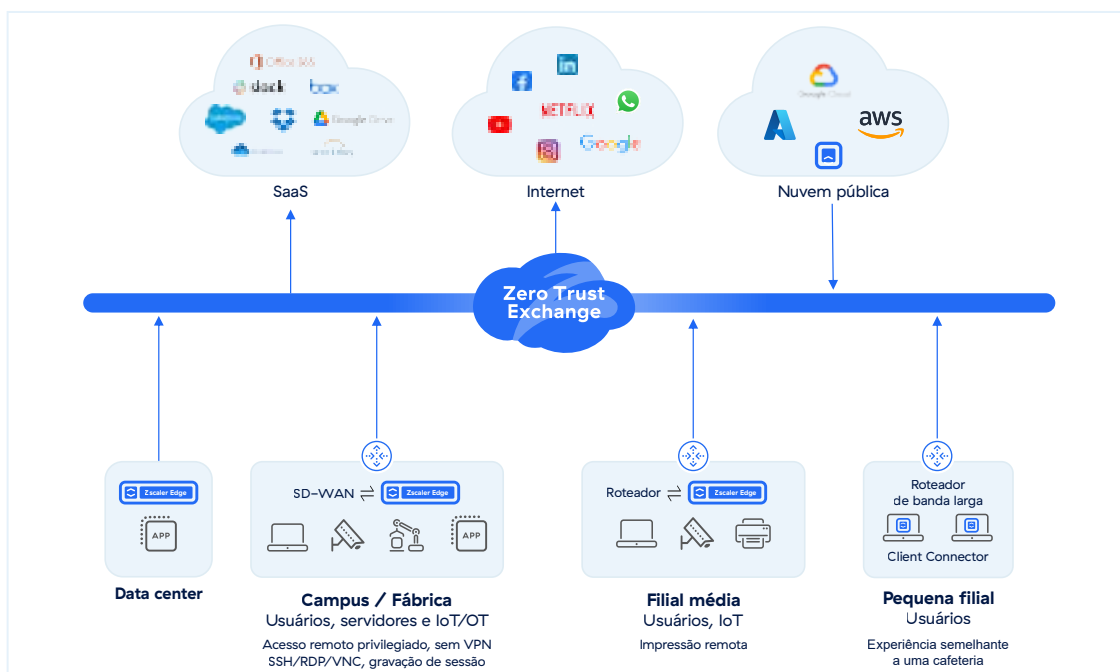 Office 365
slack
box
Google Drive
NETFLIX
Google
in
Google Cloud
aws
SaaS
Internet
Nuvem pública
Zero Trust
Exchange
Zscaler Edge
APP
SD-WAN
Zscaler Edge
APP
Roteador
Zscaler Edge
Roteador
de banda larga
Client Connector
Data center
Campus / Fábrica
Usuários, servidores e IoT/OT
Acesso remoto privilegiado, sem VPN
SSH/RDP/VNC, gravação de sessão
Filial média
Usuários, IoT
Impressão remota
Pequena filial
Usuários
Experiência semelhante
a uma cafeteria